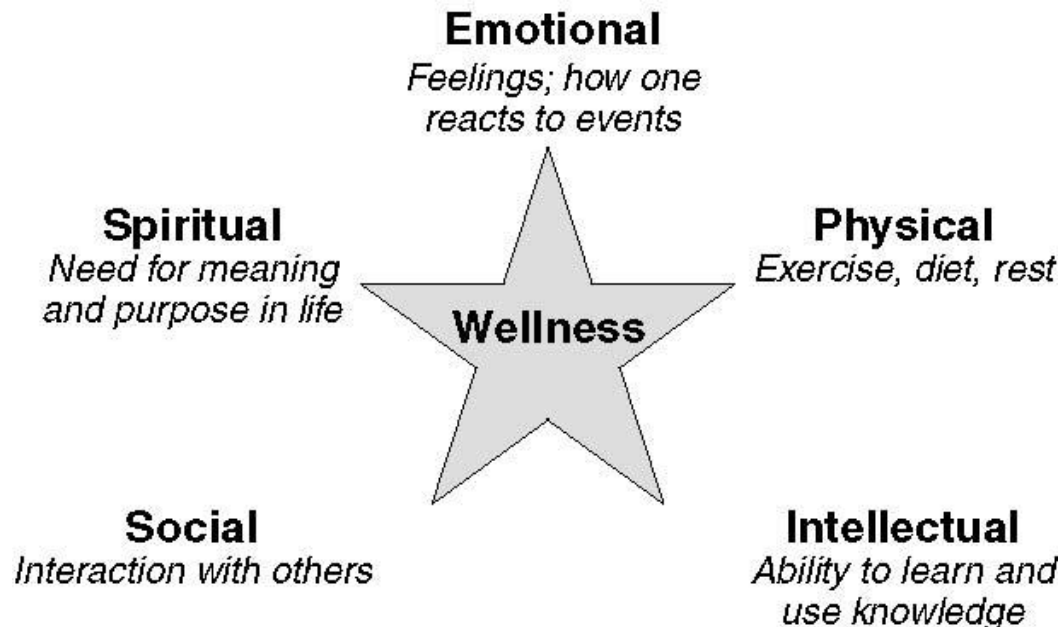 Emotional
Feelings; how one
reacts to events
Spiritual
Need for meaning
and purpose in life
Physical
Exercise, diet, rest
Wellness
Social
Interaction with others
Intellectual
Ability to learn and
use knowledge